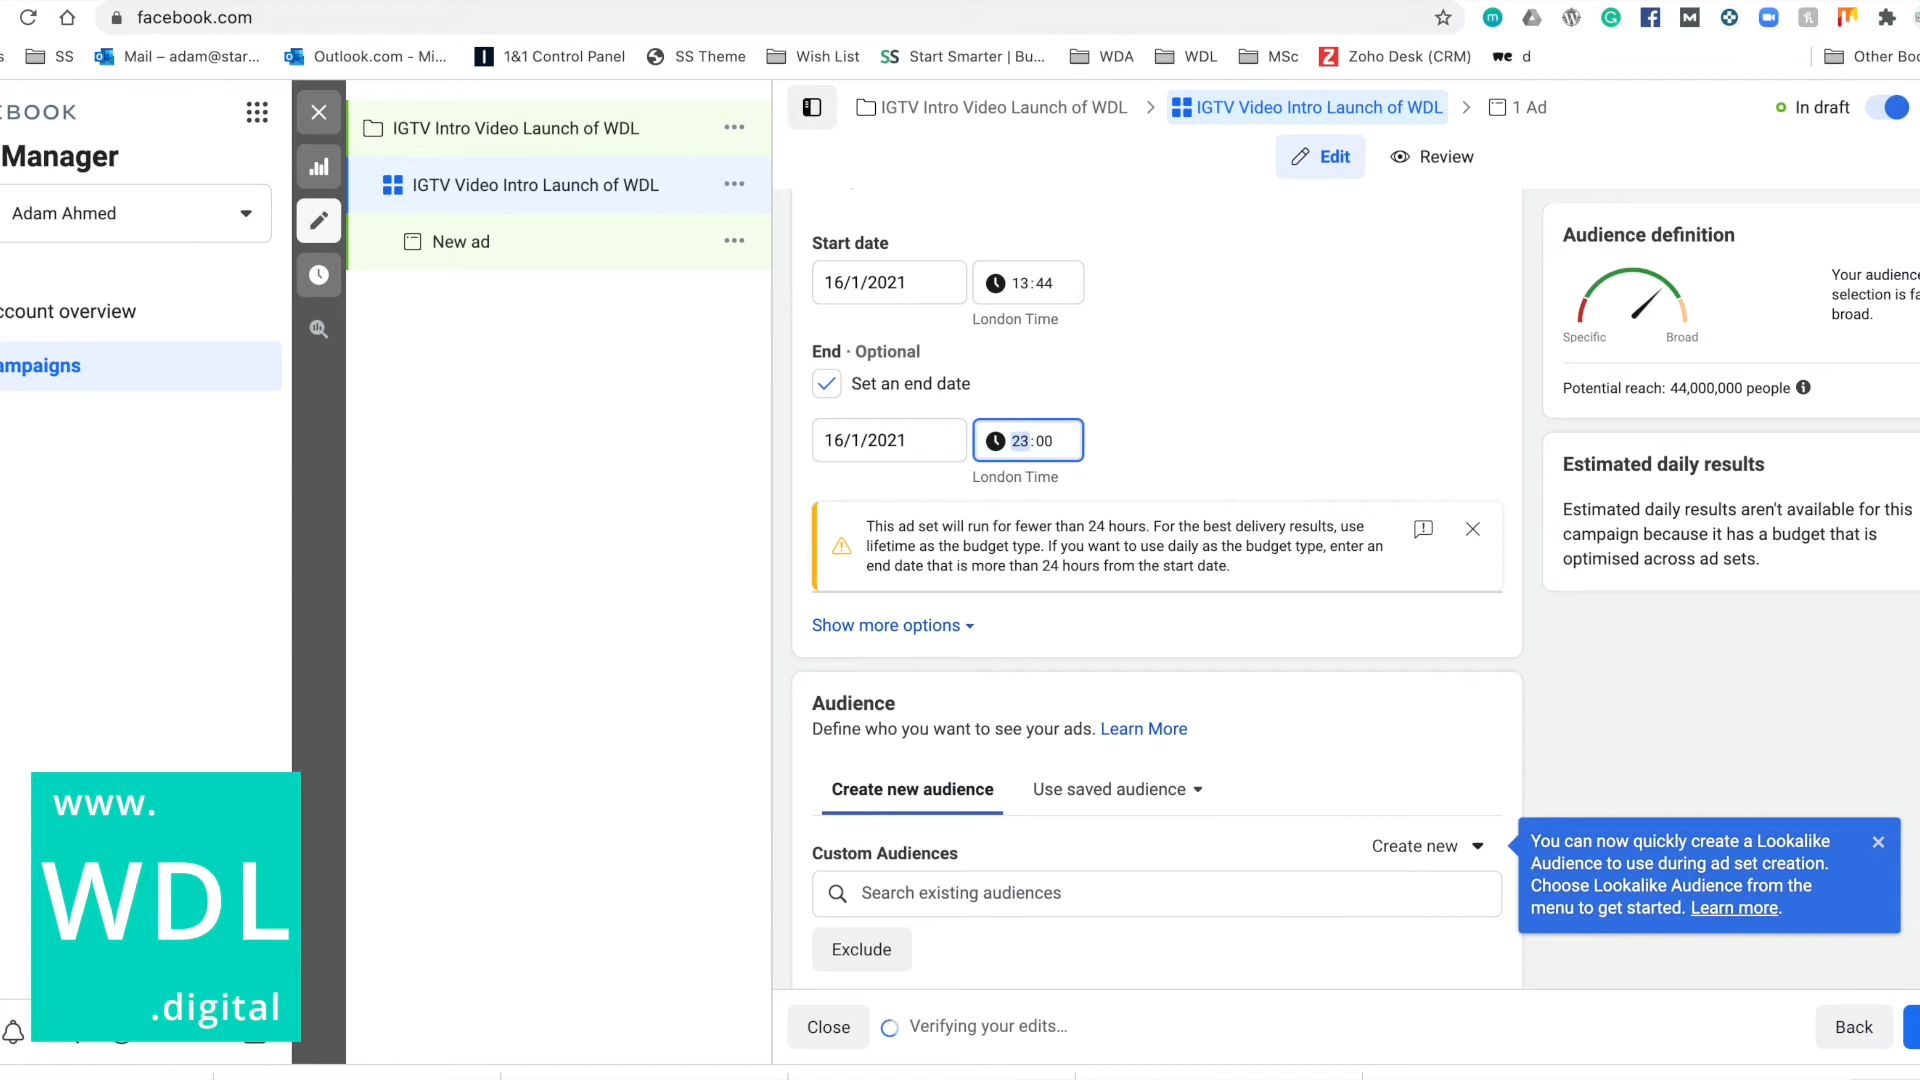 facebook.com
s
SS
Mail – adam@star...
Outlook.com - Mi...
1&1 Control Panel
SS Theme
Wish List
SS
Start Smarter | Bu...
WDA
WDL
MSc
Zoho Desk (CRM)
we
d
Other Boo
EBOOK
Manager
Adam Ahmed
ccount overview
ampaigns
IGTV Intro Video Launch of WDL
IGTV Video Intro Launch of WDL
New ad
IGTV Intro Video Launch of WDL
IGTV Video Intro Launch of WDL
1 Ad
In draft
Edit
Review
Start date
16/1/2021
13:44
London Time
End · Optional
Set an end date
16/1/2021
23:00
London Time
This ad set will run for fewer than 24 hours. For the best delivery results, use
lifetime as the budget type. If you want to use daily as the budget type, enter an
end date that is more than 24 hours from the start date.
Show more options
Audience
Define who you want to see your ads. Learn More
Create new audience
Use saved audience
Custom Audiences
Create new
Search existing audiences
Exclude
Close
Verifying your edits...
Back
Audience definition
Specific
Broad
Your audience
selection is fa
broad.
Potential reach: 44,000,000 people
Estimated daily results
Estimated daily results aren't available for this
campaign because it has a budget that is
optimised across ad sets.
You can now quickly create a Lookalike
Audience to use during ad set creation.
Choose Lookalike Audience from the
menu to get started. Learn more.
www.
WDL
.digital